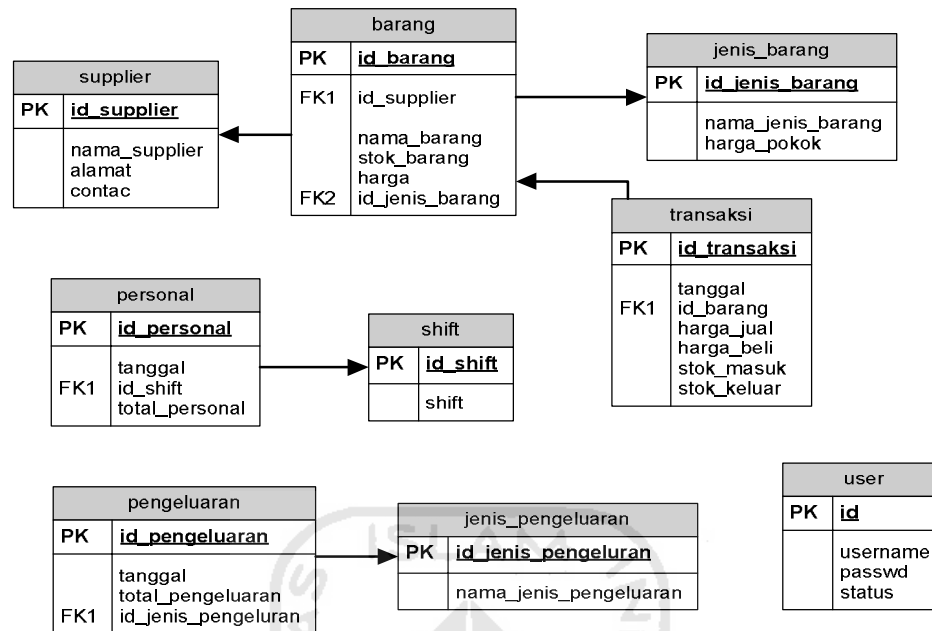 supplier
PK id_supplier
nama_supplier
alamat
contac
barang
PK id_barang
FK1 id_supplier
nama_barang
stok_barang
harga
FK2 id_jenis_barang
jenis_barang
PK id_jenis_barang
nama_jenis_barang
harga_pokok
transaksi
PK id_transaksi
tanggal
FK1 id_barang
harga_jual
harga_beli
stok_masuk
stok_keluar
personal
PK id_personal
tanggal
FK1 id_shift
total_personal
shift
PK id_shift
shift
pengeluaran
PK id_pengeluaran
tanggal
total_pengeluaran
FK1 id_jenis_pengeluran
jenis_pengeluaran
PK id_jenis_pengeluran
nama_jenis_pengeluaran
user
PK id
username
passwd
status
ISLAM